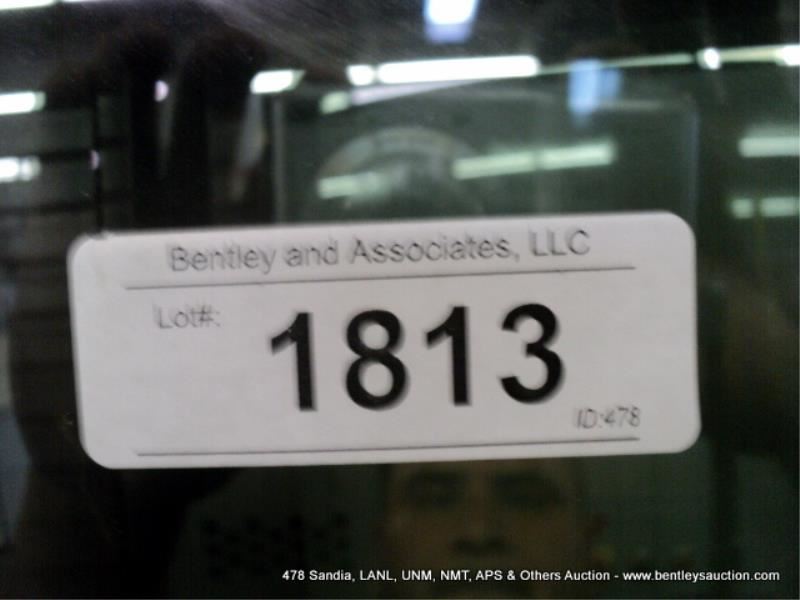 Bentley and Associates, LLC
Lot#:
1813
ID:478
478 Sandia, LANL, UNM, NMT, APS & Others Auction - www.bentleysauction.com